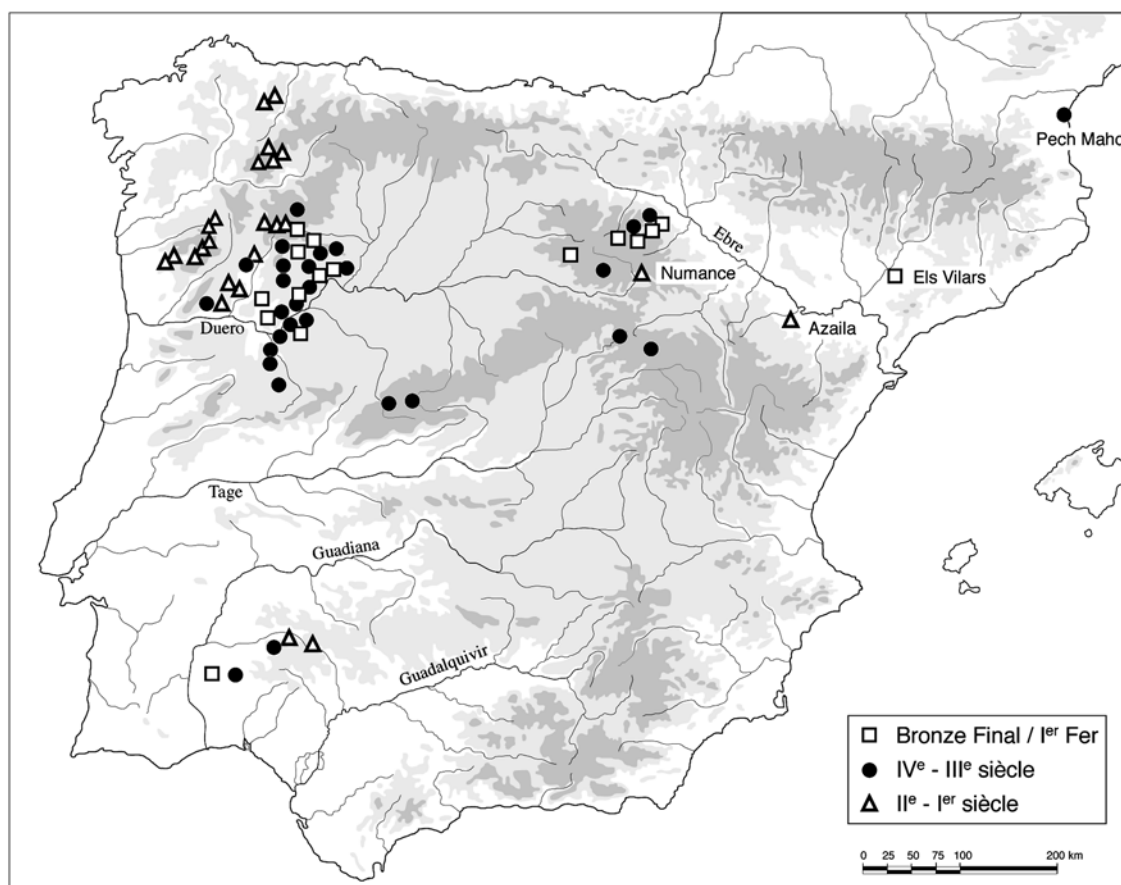 Pech Maho
Ebre
Numance
Els Vilars
Azaila
Duero
Tage
Guadiana
Guadalquivir
Bronze Final / Ier Fer
IVe - IIIe siècle
IIe - Ier siècle
0 25 50 75 100 200 km